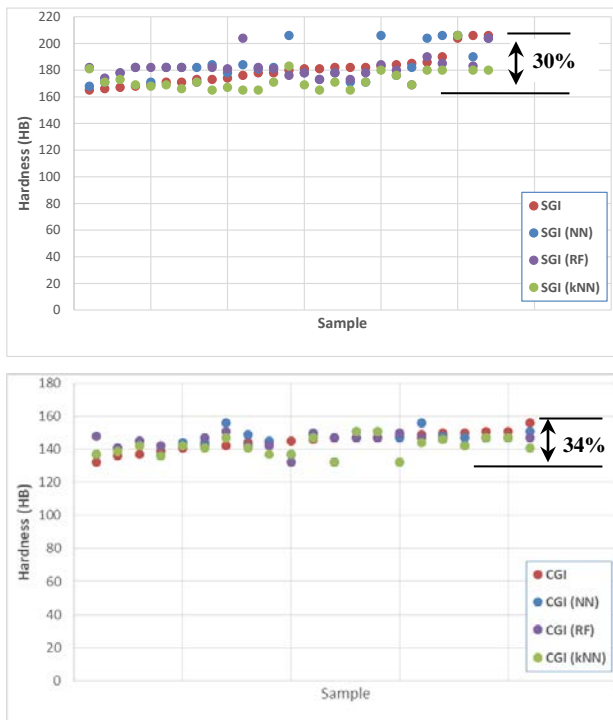 220
200
180
160
140
120
100
80
60
40
20
0
Hardness (HB)
30%
SGI
SGI (NN)
SGI (RF)
SGI (kNN)
Sample
180
160
140
120
100
80
60
40
20
0
Hardness (HB)
34%
CGI
CGI (NN)
CGI (RF)
CGI (kNN)
Sample